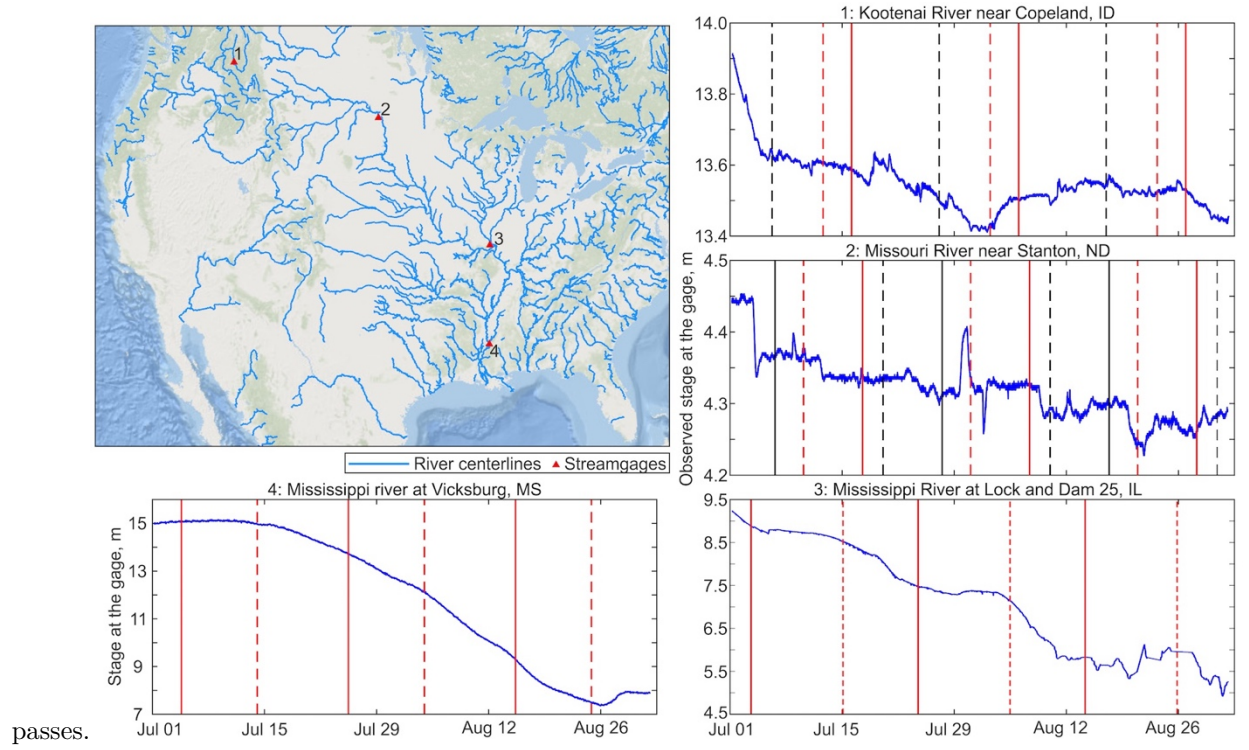 1: Kootenai River near Copeland, ID
14.0
13.8
13.6
13.4
1
2
3
4
River centerlines
Streamgages
2: Missouri River near Stanton, ND
Observed stage at the gage, m
4.5
4.4
4.3
4.2
4: Mississippi river at Vicksburg, MS
Stage at the gage, m
15
13
11
9
7
Jul 01
Jul 15
Jul 29
Aug 12
Aug 26
3: Mississippi River at Lock and Dam 25, IL
9.5
8.5
7.5
6.5
5.5
4.5
Jul 01
Jul 15
Jul 29
Aug 12
Aug 26
passes.